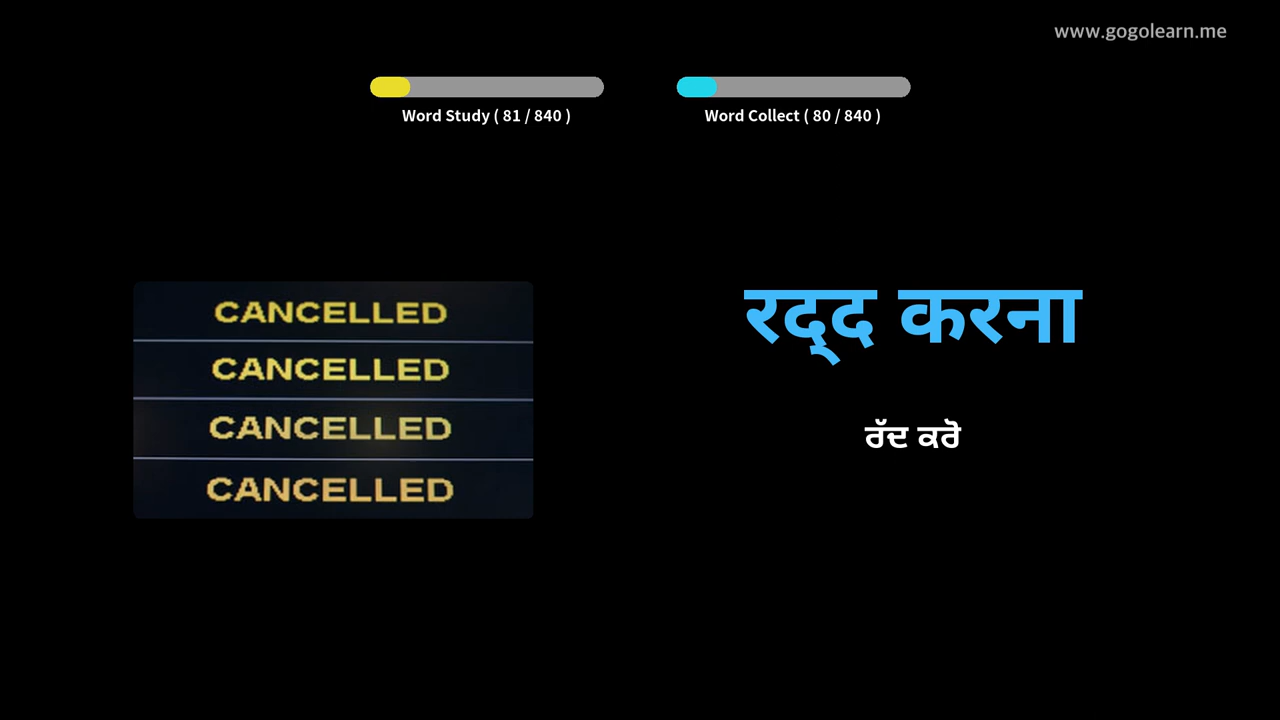 www.gogolearn.me
Word Study ( 81 / 840 )
Word Collect ( 80 / 840 )
CANCELLED
CANCELLED
CANCELLED
CANCELLED
रद्द करना
ਰੱਦ ਕਰੋ